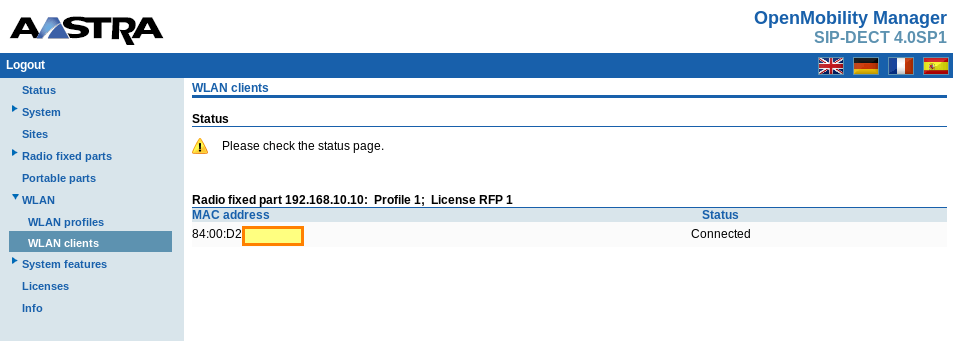 AASTRA
OpenMobility Manager
SIP-DECT 4.0SP1
Logout
Status
System
Sites
Radio fixed parts
Portable parts
WLAN
WLAN profiles
WLAN clients
System features
Licenses
Info
WLAN clients
Status
Please check the status page.
Radio fixed part 192.168.10.10:  Profile 1;  License RFP 1
MAC address Status
84:00:D2 Connected